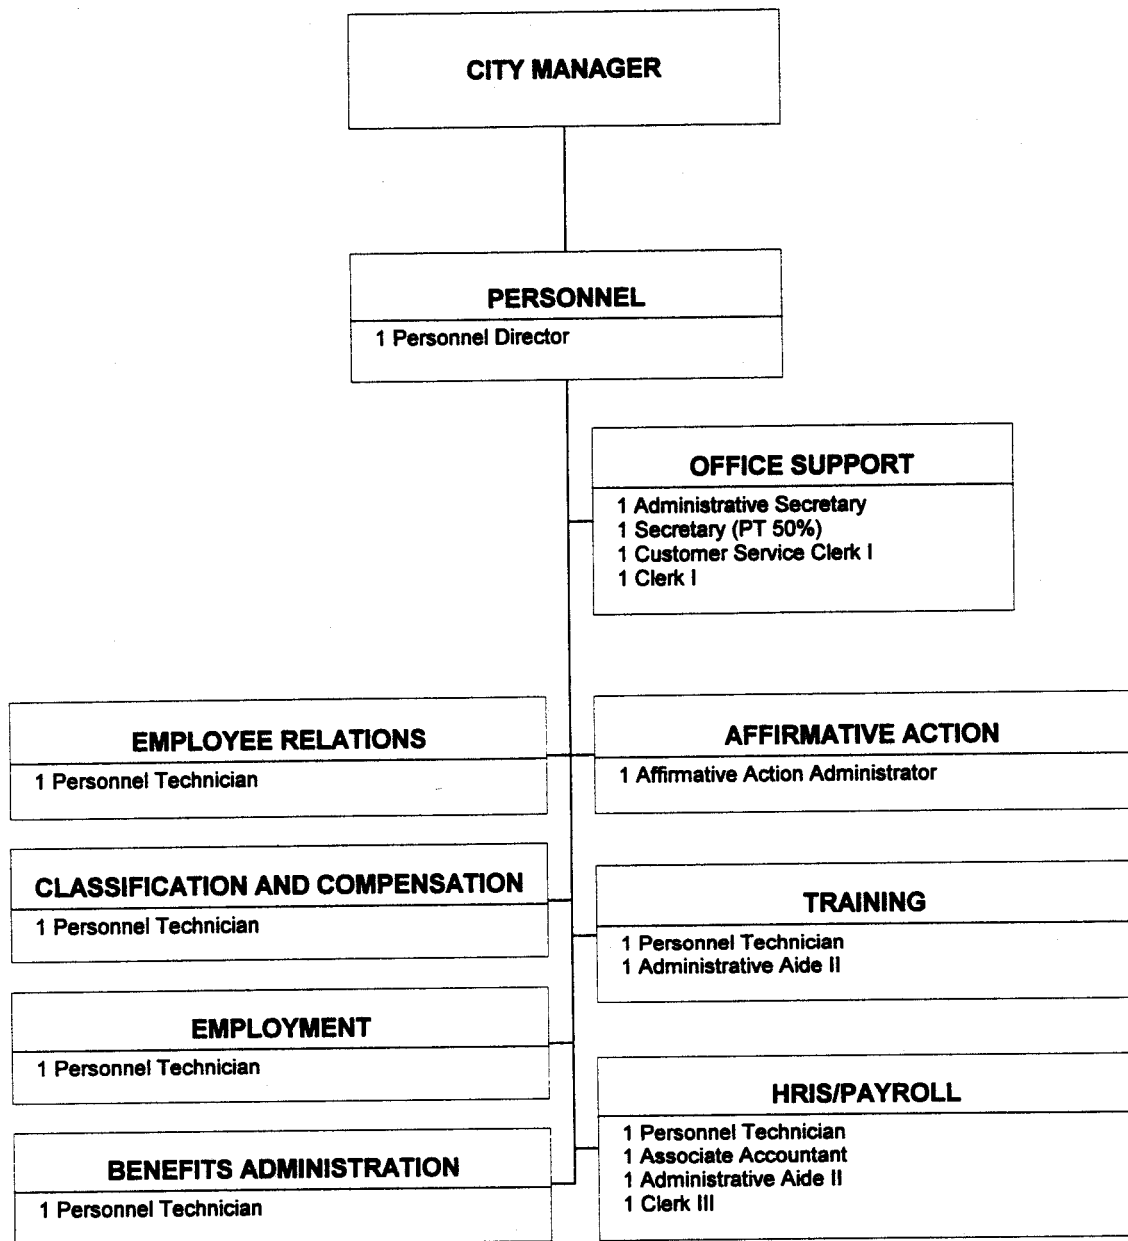 CITY MANAGER
PERSONNEL
1 Personnel Director
OFFICE SUPPORT
1 Administrative Secretary
1 Secretary (PT 50%)
1 Customer Service Clerk I
1 Clerk I
EMPLOYEE RELATIONS
1 Personnel Technician
AFFIRMATIVE ACTION
1 Affirmative Action Administrator
CLASSIFICATION AND COMPENSATION
1 Personnel Technician
TRAINING
1 Personnel Technician
1 Administrative Aide II
EMPLOYMENT
1 Personnel Technician
HRIS/PAYROLL
1 Personnel Technician
1 Associate Accountant
1 Administrative Aide II
1 Clerk III
BENEFITS ADMINISTRATION
1 Personnel Technician